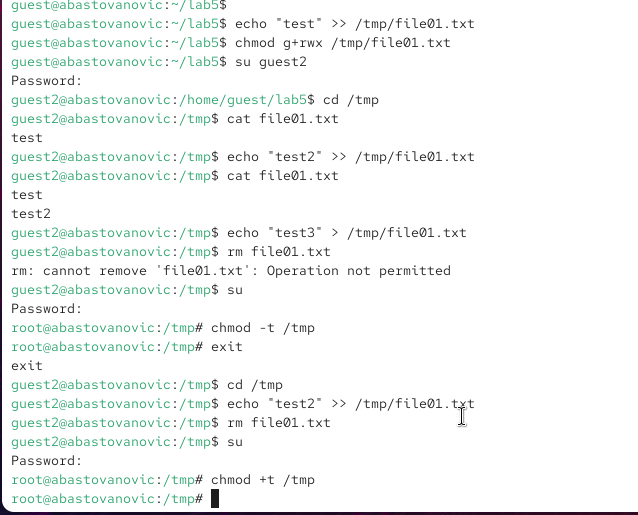 guest@abastovanovic:~/lab5$
guest@abastovanovic:~/lab5$ echo "test" >> /tmp/file01.txt
guest@abastovanovic:~/lab5$ chmod g+rwx /tmp/file01.txt
guest@abastovanovic:~/lab5$ su guest2
Password:
guest2@abastovanovic:/home/guest/lab5$ cd /tmp
guest2@abastovanovic:/tmp$ cat file01.txt
test
guest2@abastovanovic:/tmp$ echo "test2" >> /tmp/file01.txt
guest2@abastovanovic:/tmp$ cat file01.txt
test
test2
guest2@abastovanovic:/tmp$ echo "test3" > /tmp/file01.txt
guest2@abastovanovic:/tmp$ rm file01.txt
rm: cannot remove 'file01.txt': Operation not permitted
guest2@abastovanovic:/tmp$ su
Password:
root@abastovanovic:/tmp# chmod -t /tmp
root@abastovanovic:/tmp# exit
exit
guest2@abastovanovic:/tmp$ cd /tmp
guest2@abastovanovic:/tmp$ echo "test2" >> /tmp/file01.txt
guest2@abastovanovic:/tmp$ rm file01.txt
guest2@abastovanovic:/tmp$ su
Password:
root@abastovanovic:/tmp# chmod +t /tmp
root@abastovanovic:/tmp#